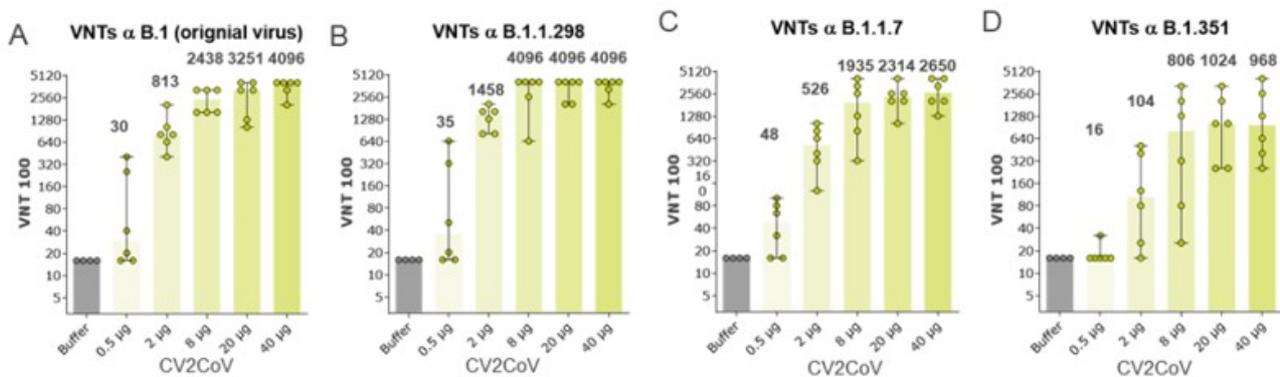 A
VNTs α B.1 (orignial virus)
2438 3251 4096
813
30
5120
2560
1280
640
320
160
80
40
20
10
5
VNT 100
Buffer
0.5 µg
2 µg
8 µg
20 µg
40 µg
CV2CoV
B
VNTs α B.1.1.298
4096 4096 4096
1458
35
5120
2560
1280
640
320
160
80
40
20
10
5
VNT 100
Buffer
0.5 µg
2 µg
8 µg
20 µg
40 µg
CV2CoV
C
VNTs α B.1.1.7
1935 2314 2650
526
48
5120
2560
1280
640
320
16
0
80
40
20
10
5
VNT 100
Buffer
0.5 µg
2 µg
8 µg
20 µg
40 µg
CV2CoV
D
VNTs α B.1.351
806 1024 968
104
16
5120
2560
1280
640
320
160
80
40
20
10
5
VNT 100
Buffer
0.5 µg
2 µg
8 µg
20 µg
40 µg
CV2CoV